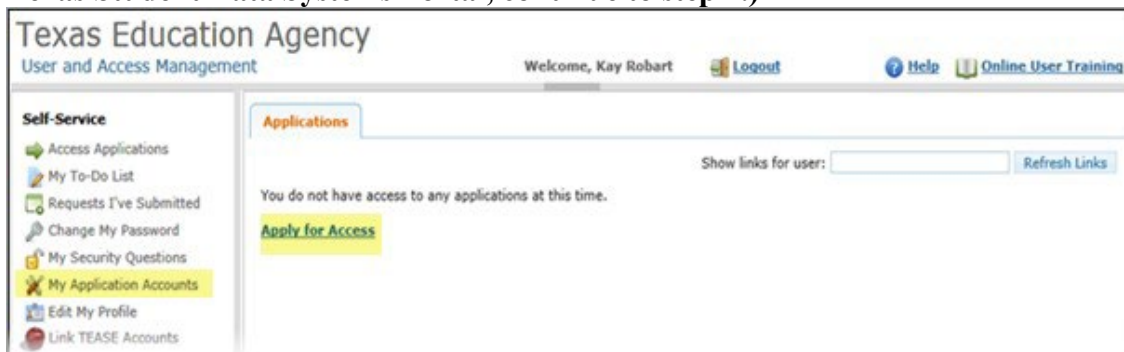 Texas Education Agency
User and Access Management
Welcome, Kay Robart
Logout
Help
Online User Training
Self-Service
Access Applications
My To-Do List
Requests I've Submitted
Change My Password
My Security Questions
My Application Accounts
Edit My Profile
Link TEASE Accounts
Applications
Show links for user:
Refresh Links
You do not have access to any applications at this time.
Apply for Access